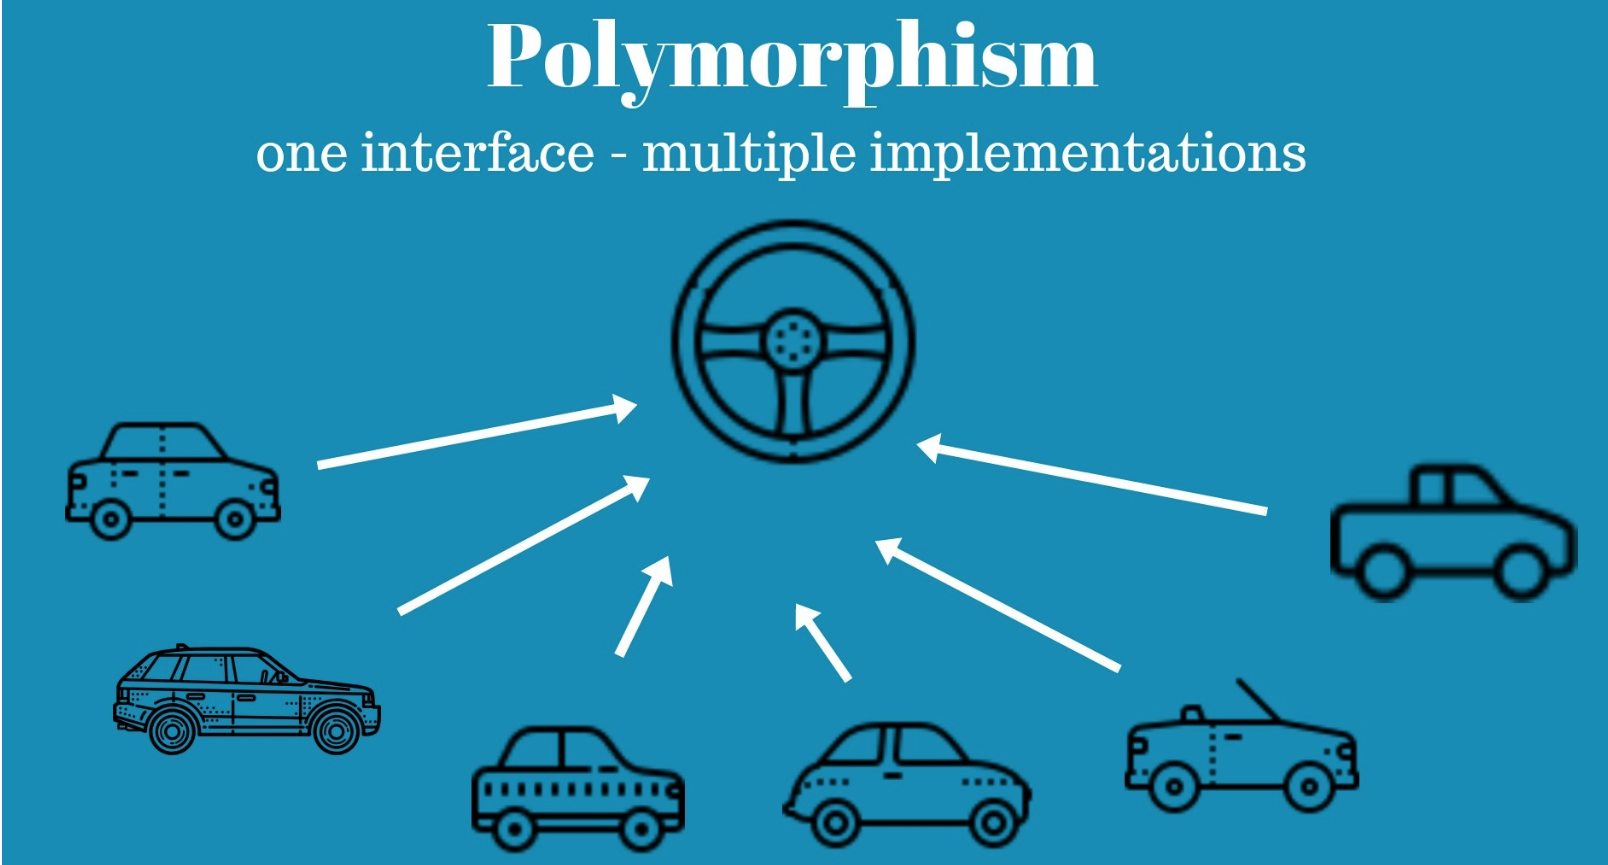 Polymorphism
one interface - multiple implementations